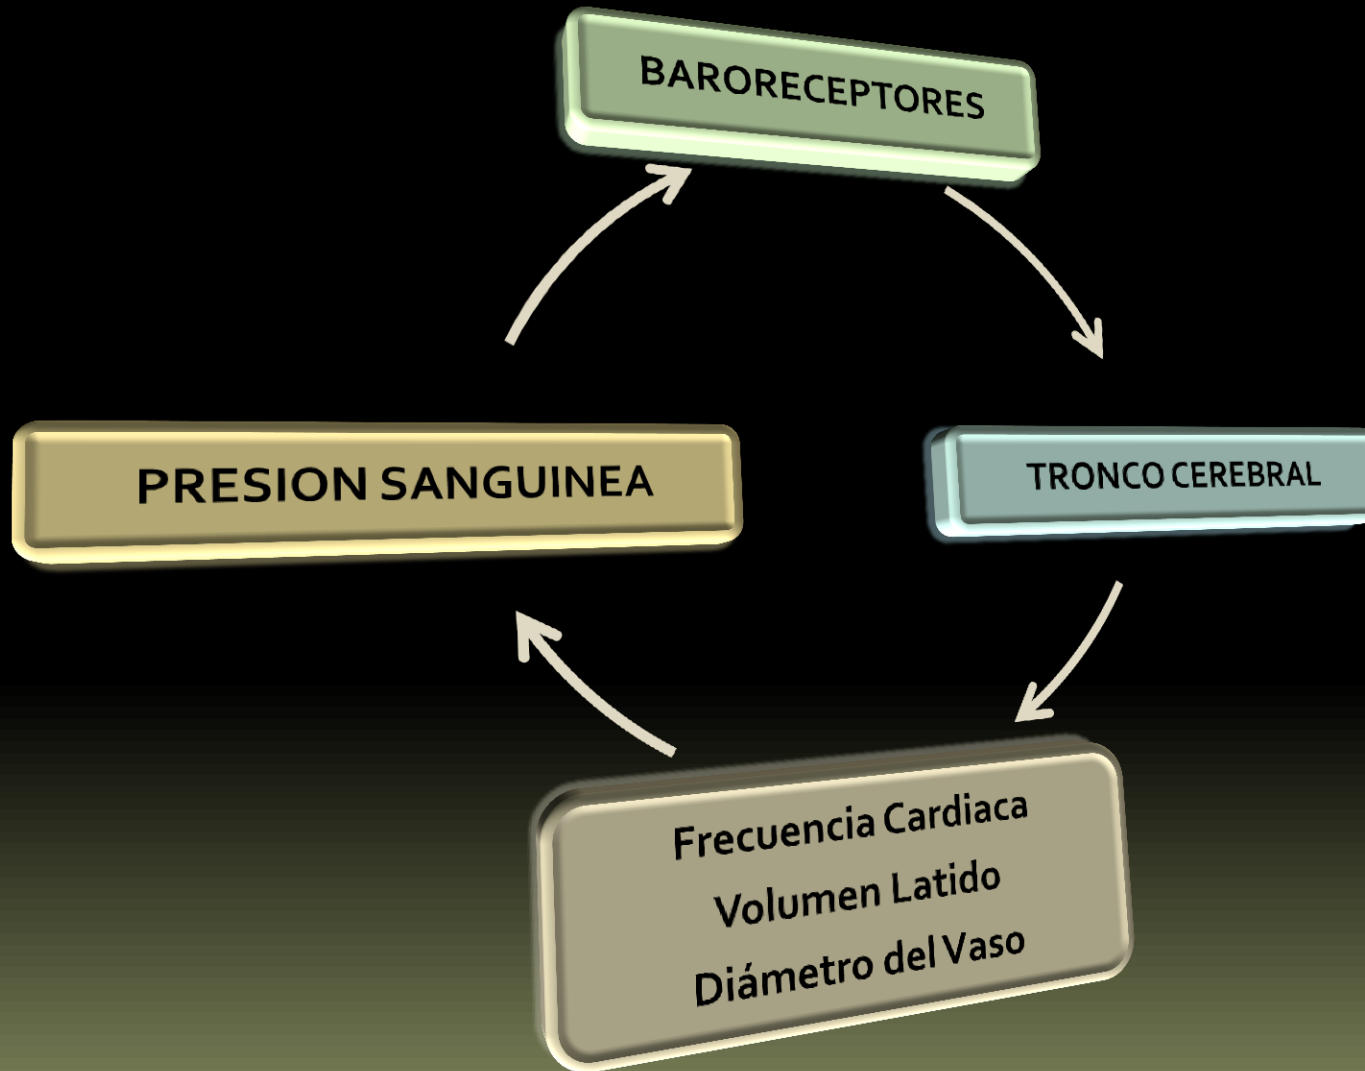 BARORECEPTORES
PRESION SANGUINEA
TRONCO CEREBRAL
Frecuencia Cardiaca
Volumen Latido
Diámetro del Vaso